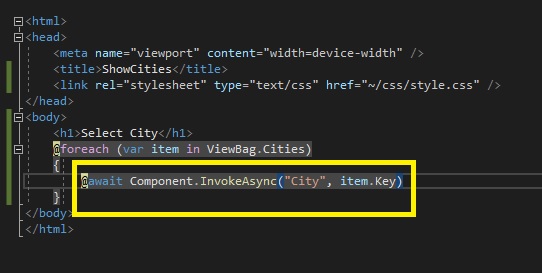 <html>
<head>
<meta name="viewport" content="width=device-width" />
<title>ShowCities</title>
<link rel="stylesheet" type="text/css" href="~/css/style.css" />
</head>
<body>
<h1>Select City</h1>
@foreach (var item in ViewBag.Cities)
{
@await Component.InvokeAsync("City", item.Key)
}
</body>
</html>